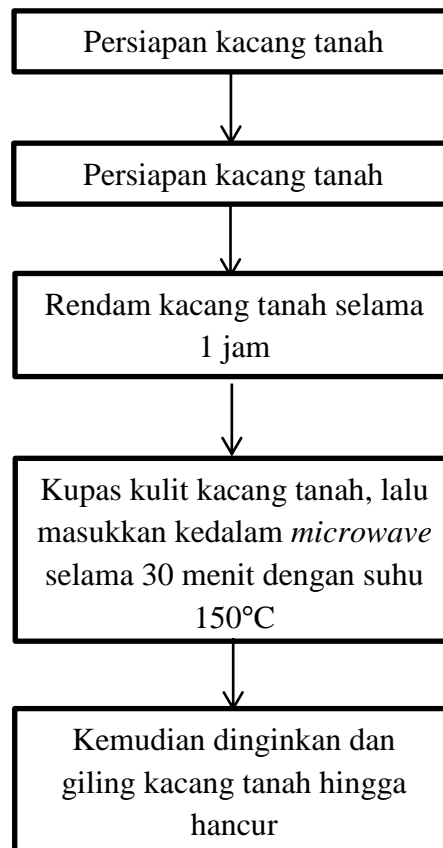 Persiapan kacang tanah
Persiapan kacang tanah
Rendam kacang tanah selama
1 jam
Kupas kulit kacang tanah, lalu
masukkan kedalam microwave
selama 30 menit dengan suhu
150°C
Kemudian dinginkan dan
giling kacang tanah hingga
hancur